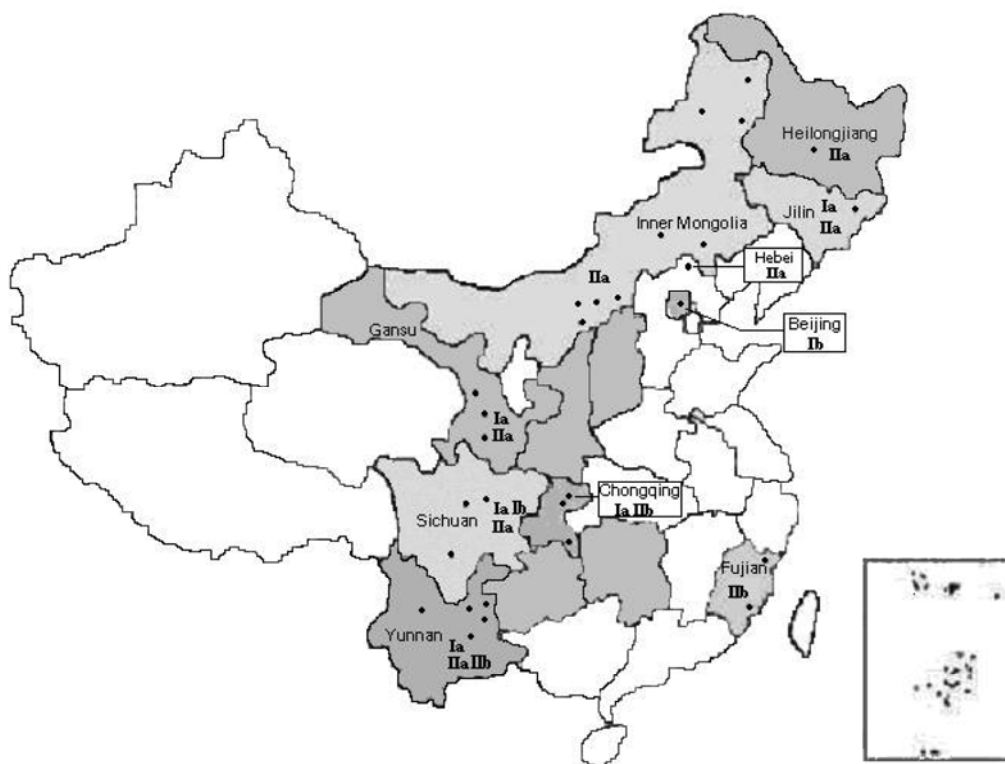 Heilongjiang
IIa
Jilin
Ia
IIa
Inner Mongolia
IIa
Hebei
IIa
Beijing
Ib
Gansu
Ia
IIa
Sichuan
Ia Ib
IIa
Chongqing
Ia IIb
Fujian
IIb
Yunnan
Ia
IIa IIb